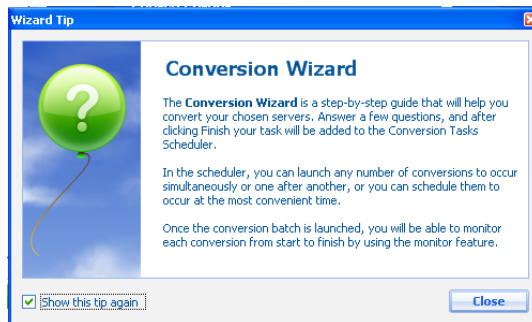 Wizard Tip
?
Conversion Wizard
The Conversion Wizard is a step-by-step guide that will help you
convert your chosen servers. Answer a few questions, and after
clicking Finish your task will be added to the Conversion Tasks
Scheduler.
In the scheduler, you can launch any number of conversions to occur
simultaneously or one after another, or you can schedule them to
occur at the most convenient time.
Once the conversion batch is launched, you will be able to monitor
each conversion from start to finish by using the monitor feature.
Show this tip again
Close